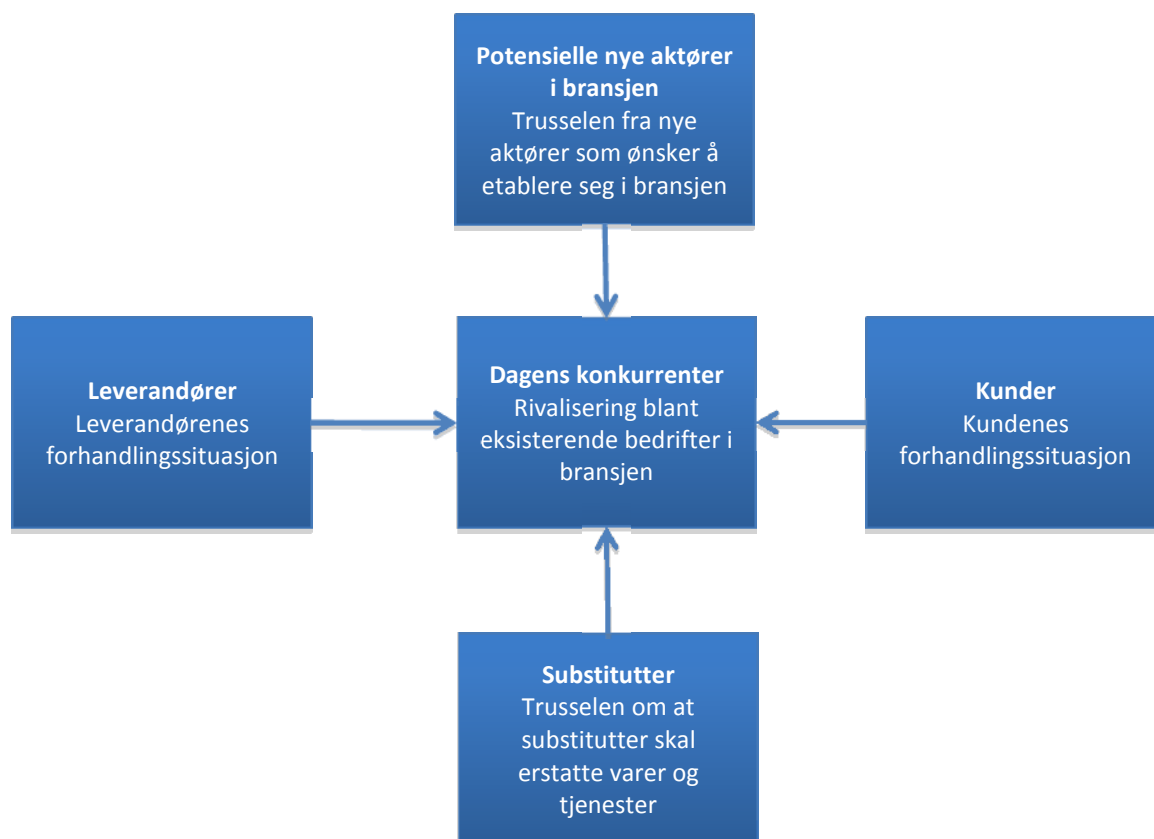 Potensielle nye aktører
i bransjen
Trusselen fra nye
aktører som ønsker å
etablere seg i bransjen
Leverandører
Leverandørenes
forhandlingssituasjon
Dagens konkurrenter
Rivalisering blant
eksisterende bedrifter i
bransjen
Kunder
Kundenes
forhandlingssituasjon
Substitutter
Trusselen om at
substitutter skal
erstatte varer og
tjenester